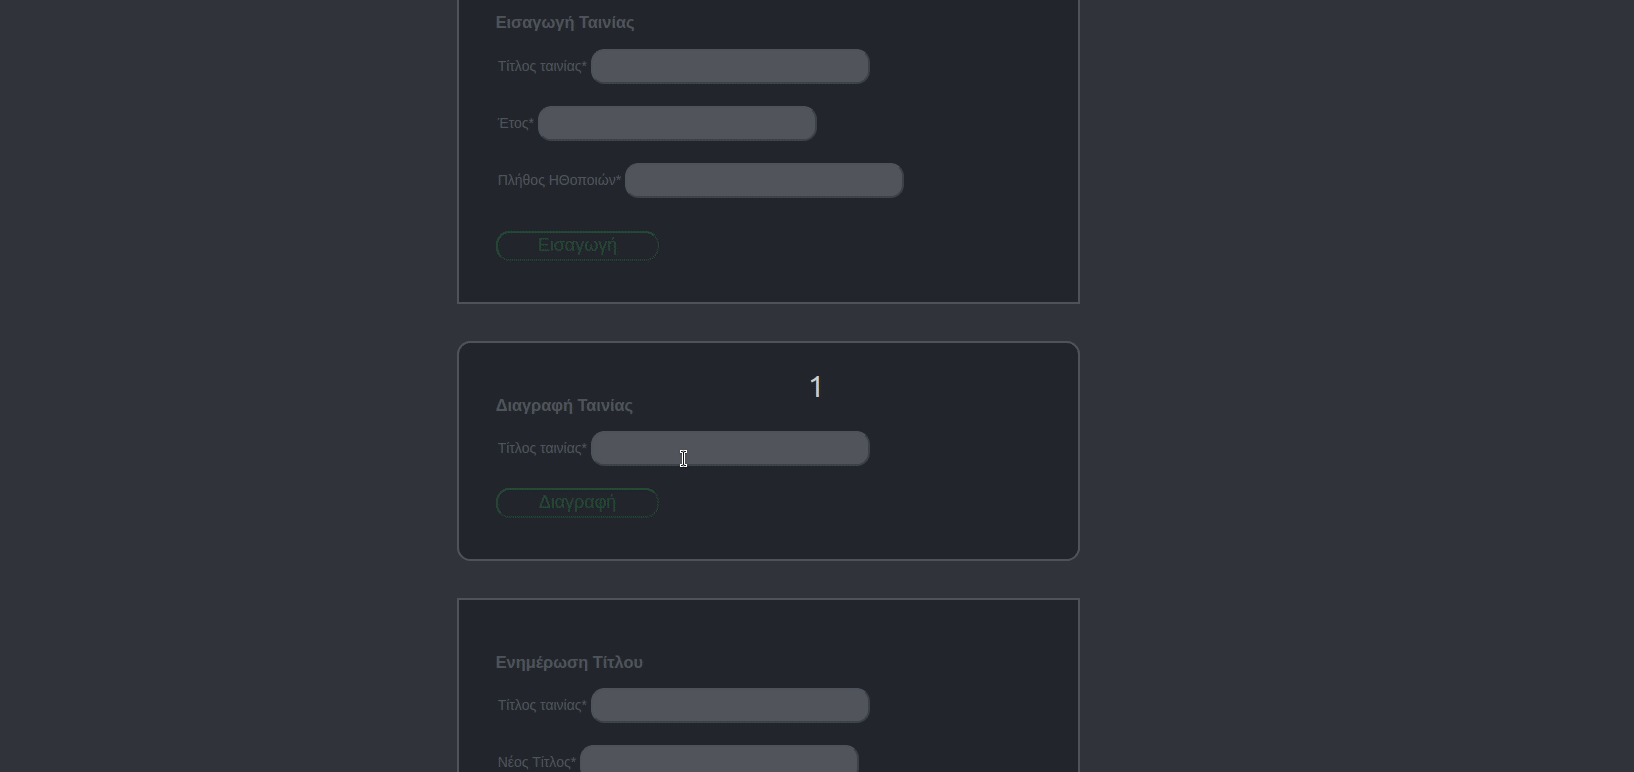 Εισαγωγή Ταινίας
Τίτλος ταινίας*
Έτος*
Πλήθος ΗΘοποιών*
Εισαγωγή
1
Διαγραφή Ταινίας
Τίτλος ταινίας*
Διαγραφή
Ενημέρωση Τίτλου
Τίτλος ταινίας*
Νέος Τίτλος*